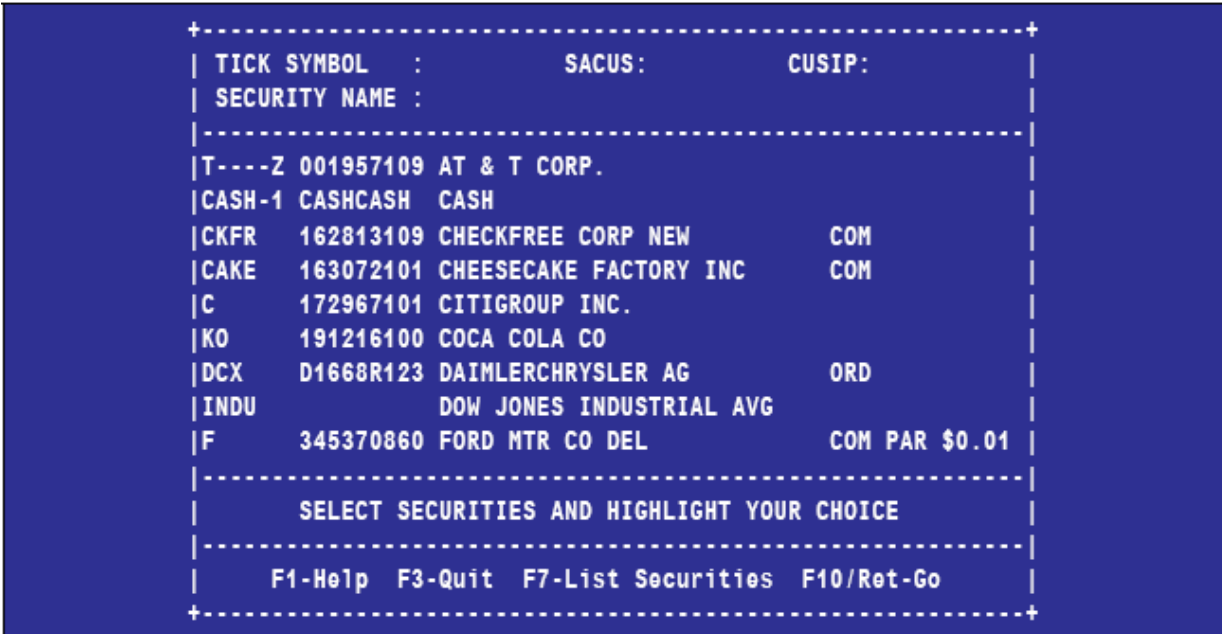 +-----------------------------------------------------------+
| TICK SYMBOL   :          SACUS:          CUSIP:           |
| SECURITY NAME :                                           |
|-----------------------------------------------------------|
|T----Z 001957109 AT & T CORP.                              |
|CASH-1 CASHCASH  CASH                                      |
|CKFR   162813109 CHECKFREE CORP NEW          COM           |
|CAKE   163072101 CHEESECAKE FACTORY INC      COM           |
|C      172967101 CITIGROUP INC.                            |
|KO     191216100 COCA COLA CO                              |
|DCX    D1668R123 DAIMLERCHRYSLER AG          ORD           |
|INDU             DOW JONES INDUSTRIAL AVG                  |
|F      345370860 FORD MTR CO DEL             COM PAR $0.01 |
|-----------------------------------------------------------|
|       SELECT SECURITIES AND HIGHLIGHT YOUR CHOICE         |
|-----------------------------------------------------------|
|     F1-Help  F3-Quit  F7-List Securities  F10/Ret-Go      |
+-----------------------------------------------------------+